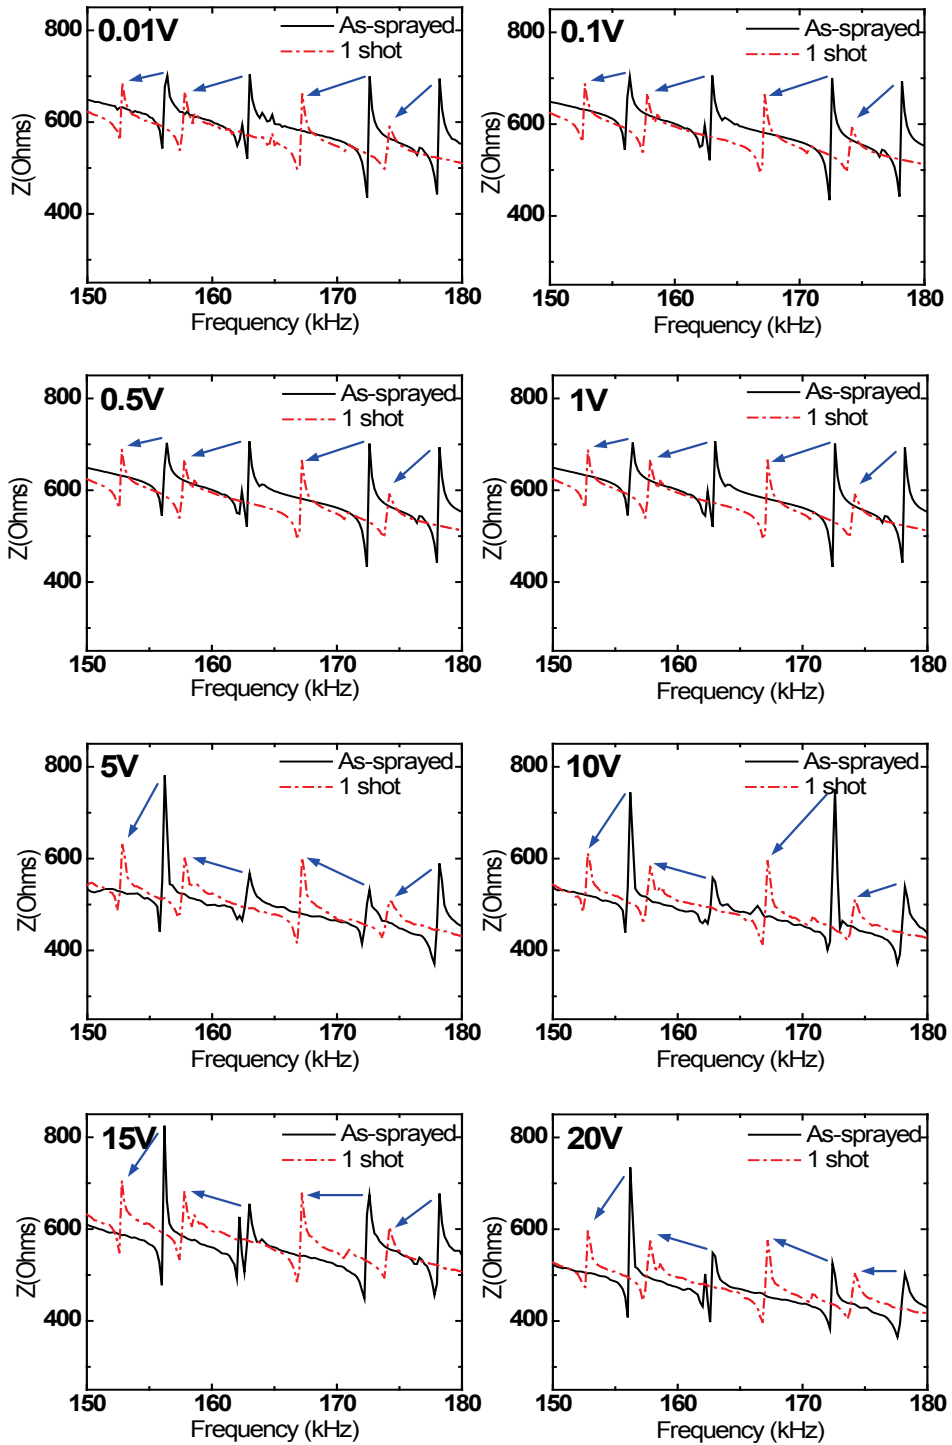 0.01V
As-sprayed
1 shot
800
600
400
Z(Ohms)
150 160 170 180
Frequency (kHz)
0.1V
As-sprayed
1 shot
800
600
400
Z(Ohms)
150 160 170 180
Frequency (kHz)
0.5V
As-sprayed
1 shot
800
600
400
Z(Ohms)
150 160 170 180
Frequency (kHz)
1V
As-sprayed
1 shot
800
600
400
Z(Ohms)
150 160 170 180
Frequency (kHz)
5V
As-sprayed
1 shot
800
600
400
Z(Ohms)
150 160 170 180
Frequency (kHz)
10V
As-sprayed
1 shot
800
600
400
Z(Ohms)
150 160 170 180
Frequency (kHz)
15V
As-sprayed
1 shot
800
600
400
Z(Ohms)
150 160 170 180
Frequency (kHz)
20V
As-sprayed
1 shot
800
600
400
Z(Ohms)
150 160 170 180
Frequency (kHz)